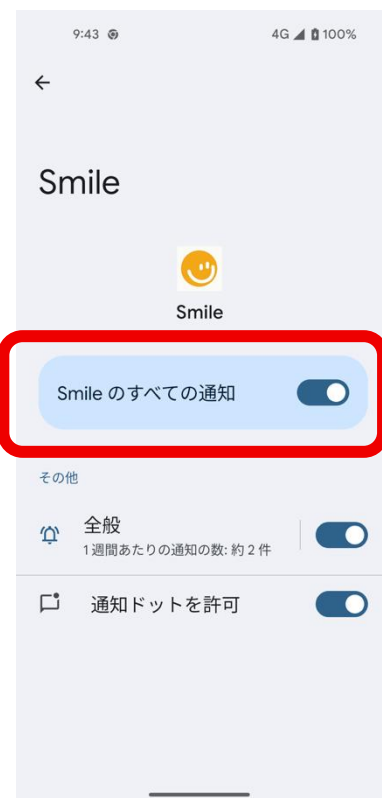 9:43 4G 100%
Smile
Smile
Smile のすべての通知
その他
全般
1週間あたりの通知の数: 約 2 件
通知ドットを許可